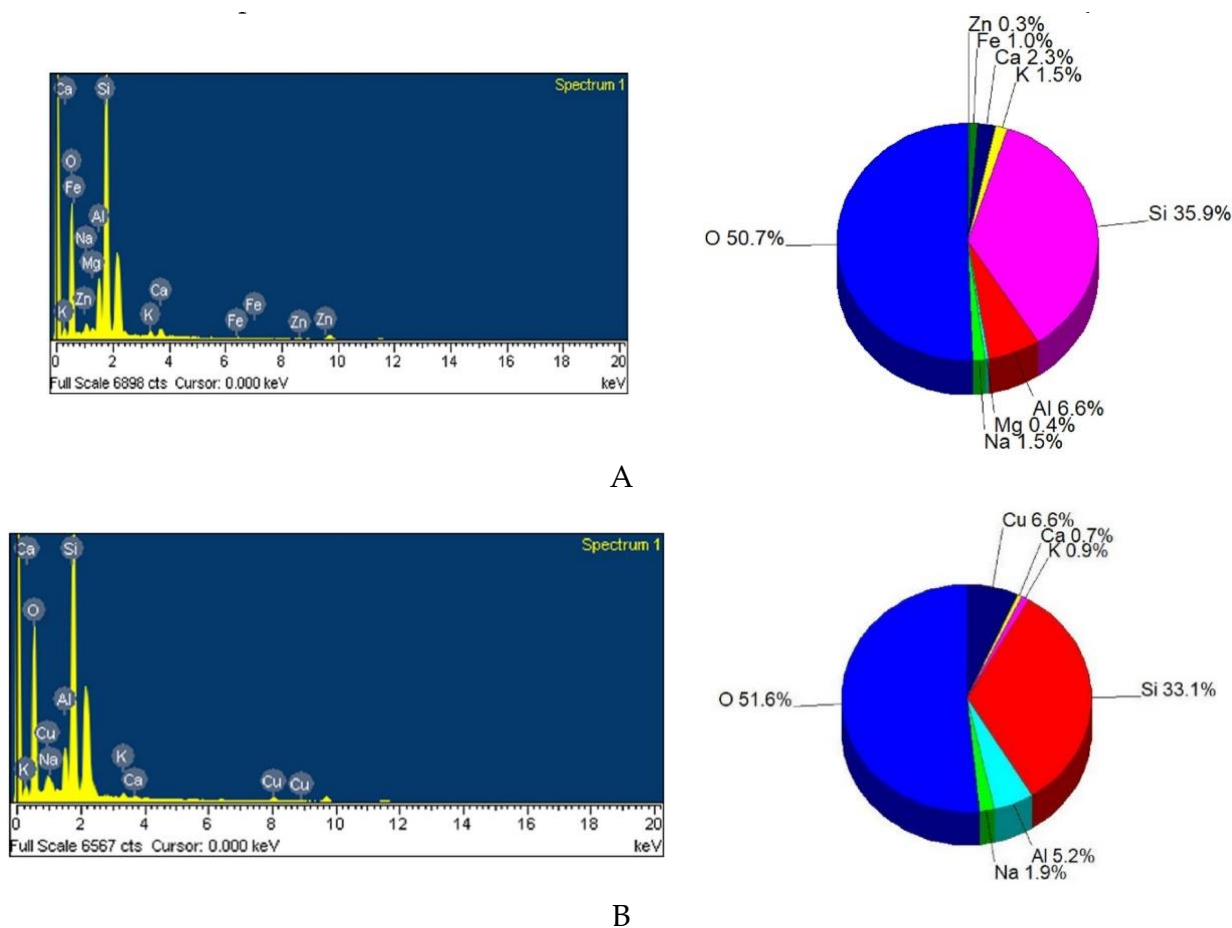 Spectrum 1
Ca
Si
O
Fe
Al
Na
Mg
Zn
K
Ca
K
Fe
Fe
Zn
Zn
0 2 4 6 8 10 12 14 16 18 20
Full Scale 6898 cts Cursor: 0.000 keV
keV
Zn 0.3%
Fe 1.0%
Ca 2.3%
K 1.5%
Si 35.9%
O 50.7%
Al 6.6%
Mg 0.4%
Na 1.5%
A
Spectrum 1
Ca
Si
O
Al
Cu
Na
K
K
Ca
Cu
Cu
0 2 4 6 8 10 12 14 16 18 20
Full Scale 6567 cts Cursor: 0.000 keV
keV
Cu 6.6%
Ca 0.7%
K 0.9%
Si 33.1%
O 51.6%
Al 5.2%
Na 1.9%
B